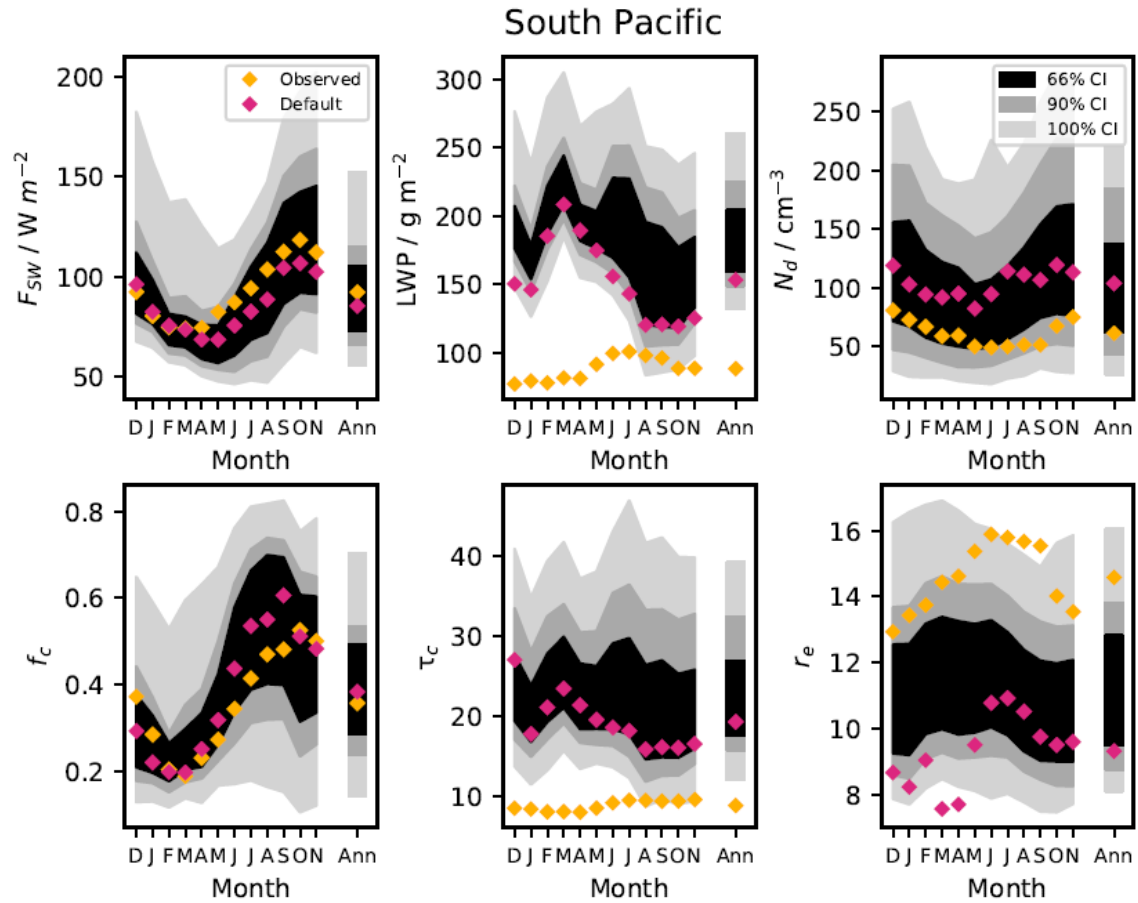 South Pacific
F_SW / W m⁻²
200
150
100
50
Observed
Default
D J F M A M J J A S O N Ann
Month
LWP / g m⁻²
300
250
200
150
100
D J F M A M J J A S O N Ann
Month
N_d / cm⁻³
250
200
150
100
50
66% CI
90% CI
100% CI
D J F M A M J J A S O N Ann
Month
f_c
0.8
0.6
0.4
0.2
D J F M A M J J A S O N Ann
Month
τ_c
40
30
20
10
D J F M A M J J A S O N Ann
Month
r_e
16
14
12
10
8
D J F M A M J J A S O N Ann
Month